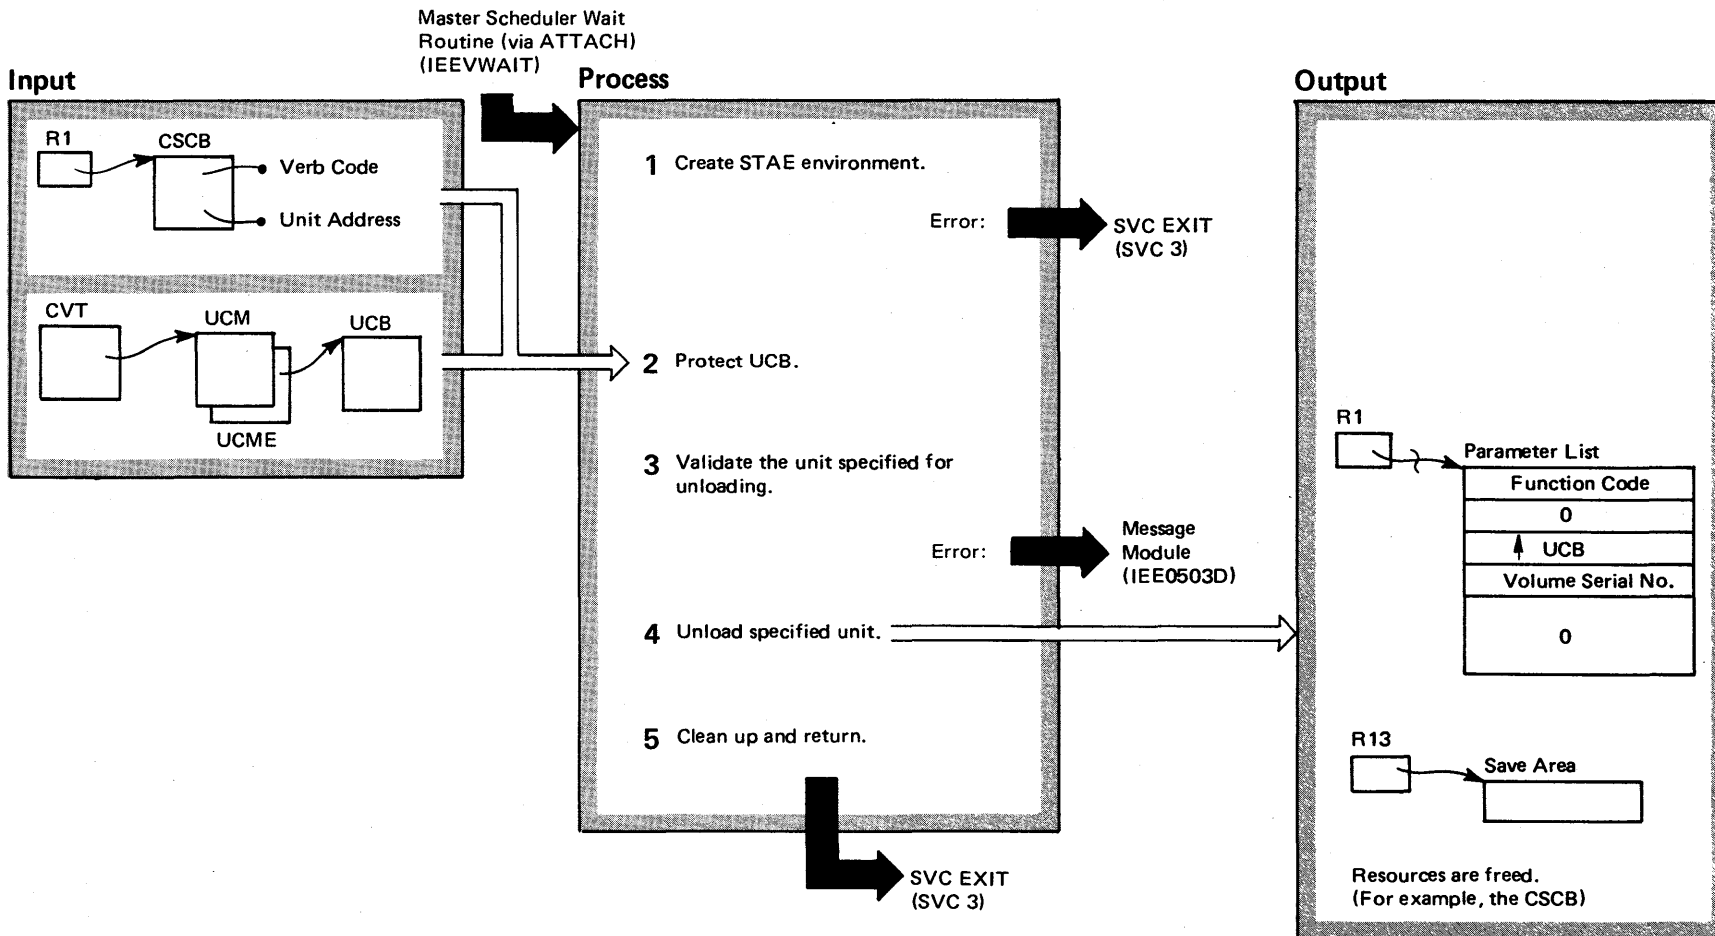 Master Scheduler Wait
Routine (via ATTACH)
(IEEVWAIT)
Input
R1
CSCB
Verb Code
Unit Address
CVT
UCM
UCB
UCME
Process
1 Create STAE environment.
Error:
SVC EXIT
(SVC 3)
2 Protect UCB.
3 Validate the unit specified for
unloading.
Error:
Message
Module
(IEE0503D)
4 Unload specified unit.
5 Clean up and return.
SVC EXIT
(SVC 3)
Output
R1
Parameter List
Function Code
0
UCB
Volume Serial No.
0
R13
Save Area
Resources are freed.
(For example, the CSCB)